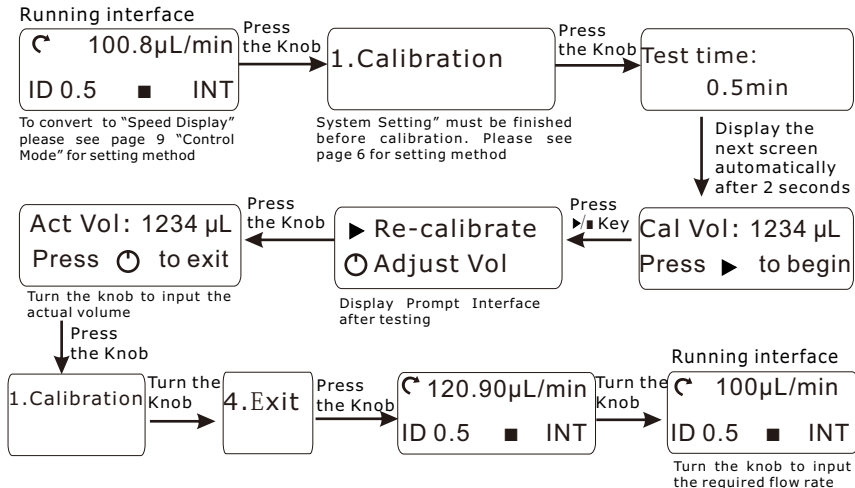 Running interface
100.8μL/min
ID 0.5 ■ INT
To convert to “Speed Display”
please see page 9 “Control
Mode” for setting method
Press
the Knob
1.Calibration
System Setting” must be finished
before calibration. Please see
page 6 for setting method
Press
the Knob
Test time:
0.5min
Display the
next screen
automatically
after 2 seconds
Cal Vol: 1234 μL
Press ▶ to begin
Press
▶/■ Key
▶ Re-calibrate
Adjust Vol
Display Prompt Interface
after testing
Press
the Knob
Act Vol: 1234 μL
Press to exit
Turn the knob to input the
actual volume
Press
the Knob
1.Calibration
Turn the
Knob
4.Exit
Press
the Knob
120.90μL/min
ID 0.5 ■ INT
Turn the
Knob
Running interface
100μL/min
ID 0.5 ■ INT
Turn the knob to input
the required flow rate